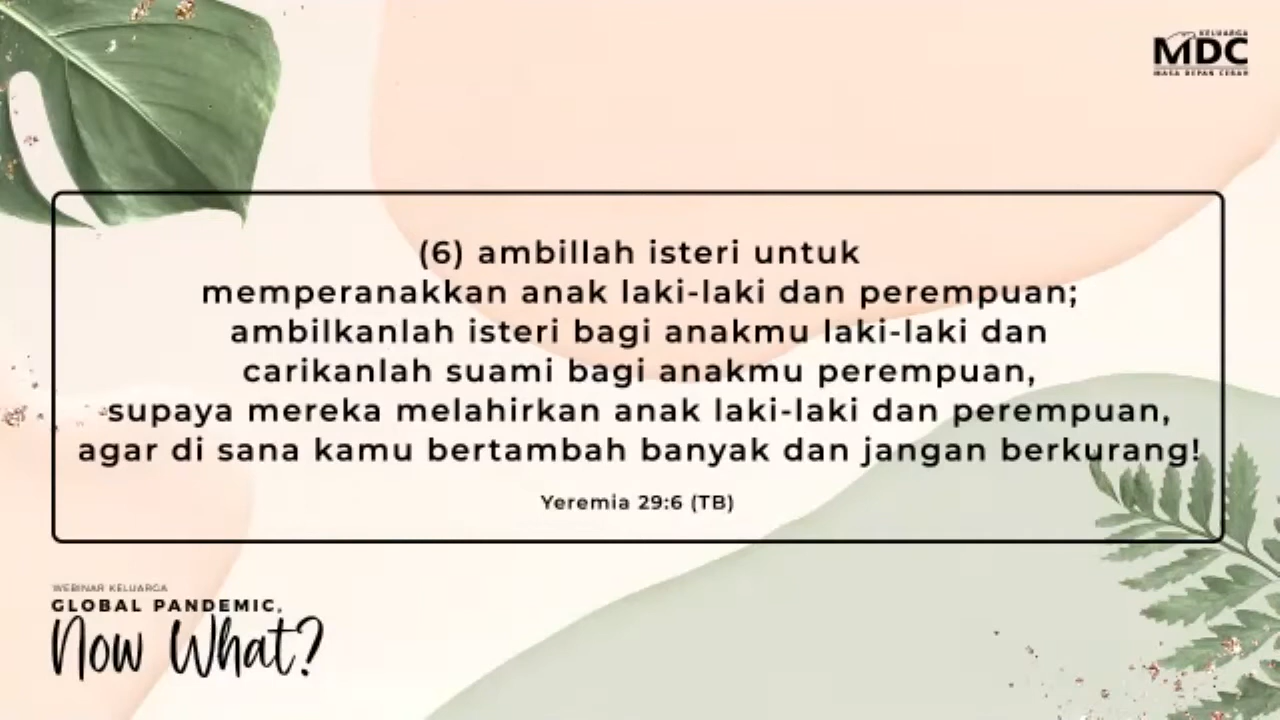 KELUARGA
MDC
MASA DEPAN CERAH
(6) ambillah isteri untuk
memperanakkan anak laki-laki dan perempuan;
ambilkanlah isteri bagi anakmu laki-laki dan
carikanlah suami bagi anakmu perempuan,
supaya mereka melahirkan anak laki-laki dan perempuan,
agar di sana kamu bertambah banyak dan jangan berkurang!
Yeremia 29:6 (TB)
WEBINAR KELUARGA
GLOBAL PANDEMIC,
Now What?